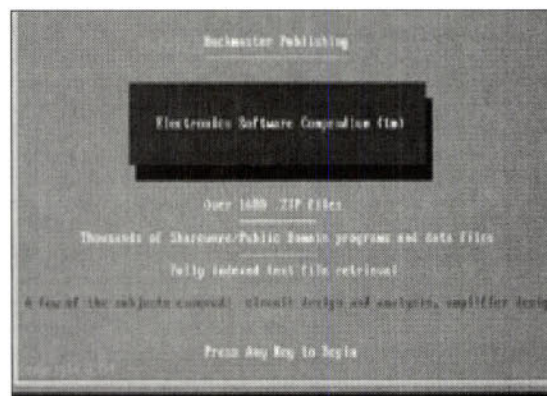 Buckmaster Publishing
Electronics Software Compendium (tm)
Over 1600 ZIP files
Thousands of Shareware/Public Domain programs and data files
Fully indexed text file retrieval
A few of the subjects covered: circuit design and analysis, amplifier desig
Press Any Key to Begin